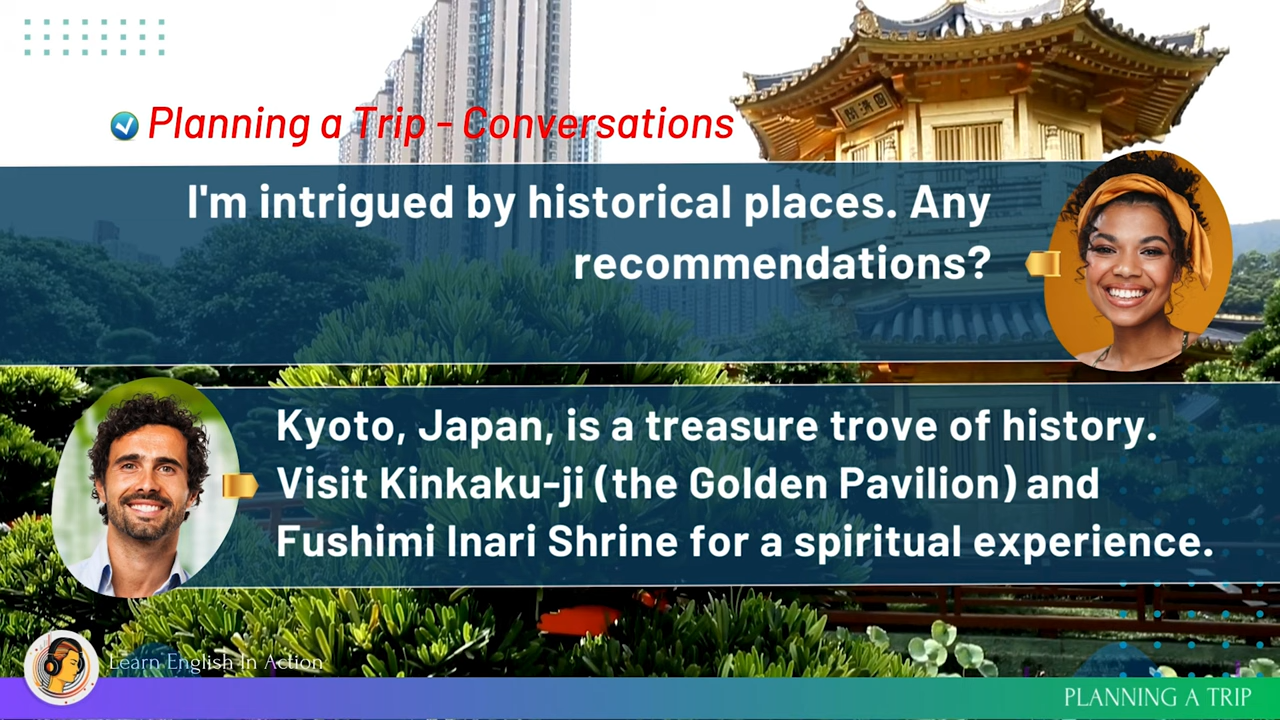 Planning a Trip - Conversations
I'm intrigued by historical places. Any
recommendations?
Kyoto, Japan, is a treasure trove of history.
Visit Kinkaku-ji (the Golden Pavilion) and
Fushimi Inari Shrine for a spiritual experience.
Learn English In Action
PLANNING A TRIP